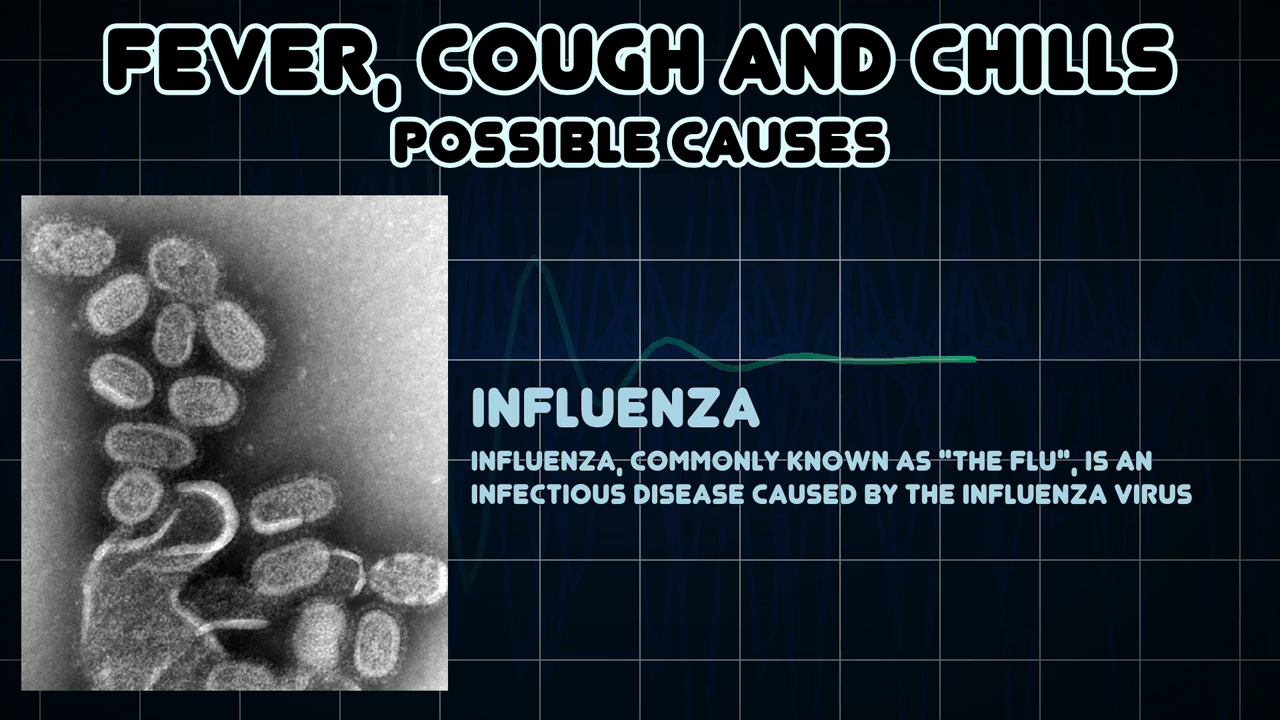 FEVER, COUGH AND CHILLS
POSSIBLE CAUSES
INFLUENZA
INFLUENZA, COMMONLY KNOWN AS "THE FLU", IS AN
INFECTIOUS DISEASE CAUSED BY THE INFLUENZA VIRUS